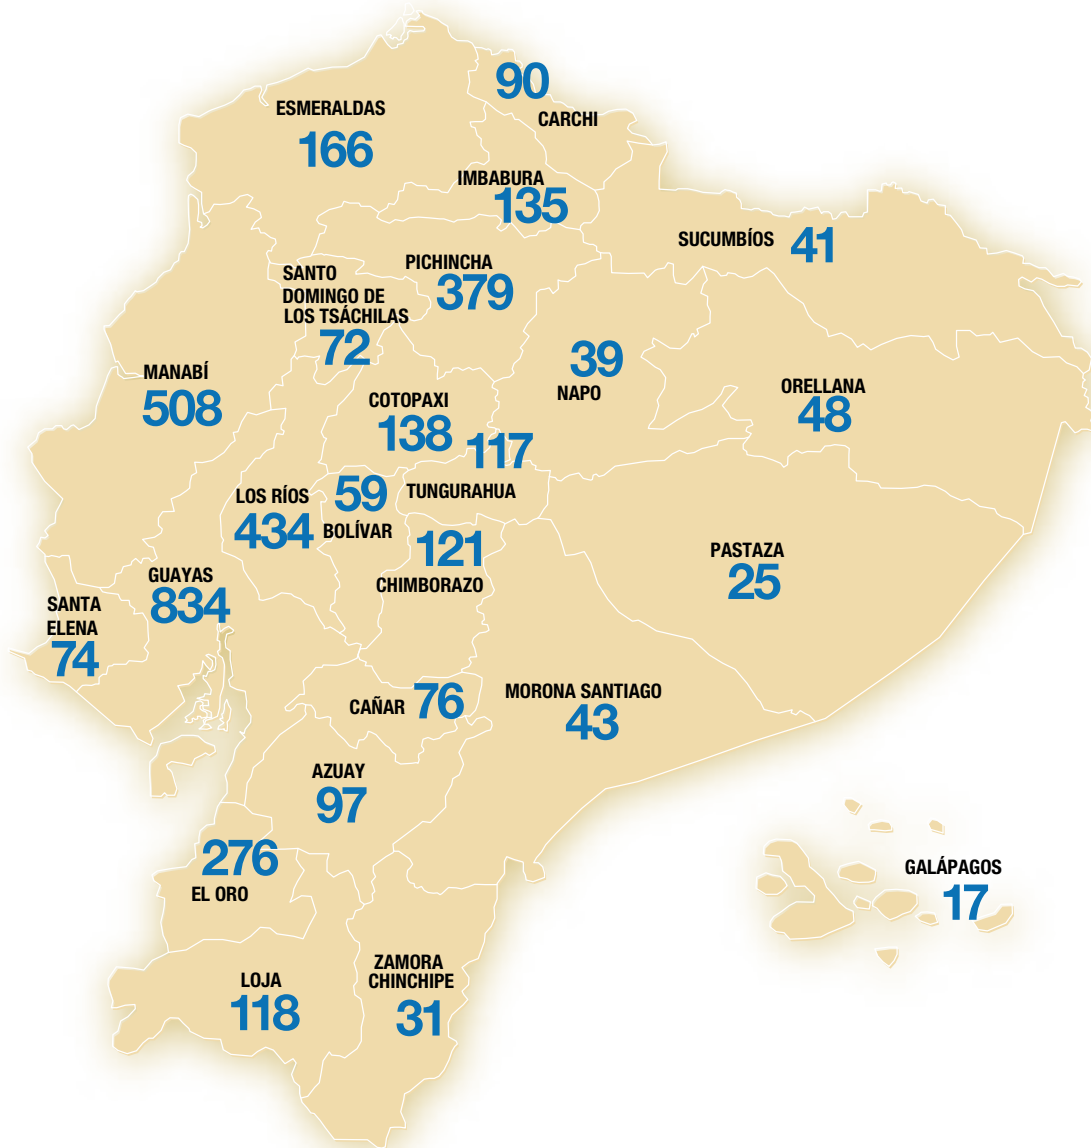 90
CARCHI
ESMERALDAS
166
IMBABURA
135
SUCUMBÍOS 41
PICHINCHA
379
SANTO
DOMINGO DE
LOS TSÁCHILAS
72
39
NAPO
MANABÍ
508
ORELLANA
48
COTOPAXI
138
117
TUNGURAHUA
59
BOLÍVAR
LOS RÍOS
434
121
CHIMBORAZO
PASTAZA
25
GUAYAS
834
SANTA
ELENA
74
CAÑAR 76
MORONA SANTIAGO
43
AZUAY
97
276
EL ORO
GALÁPAGOS
17
ZAMORA
CHINCHIPE
31
LOJA
118